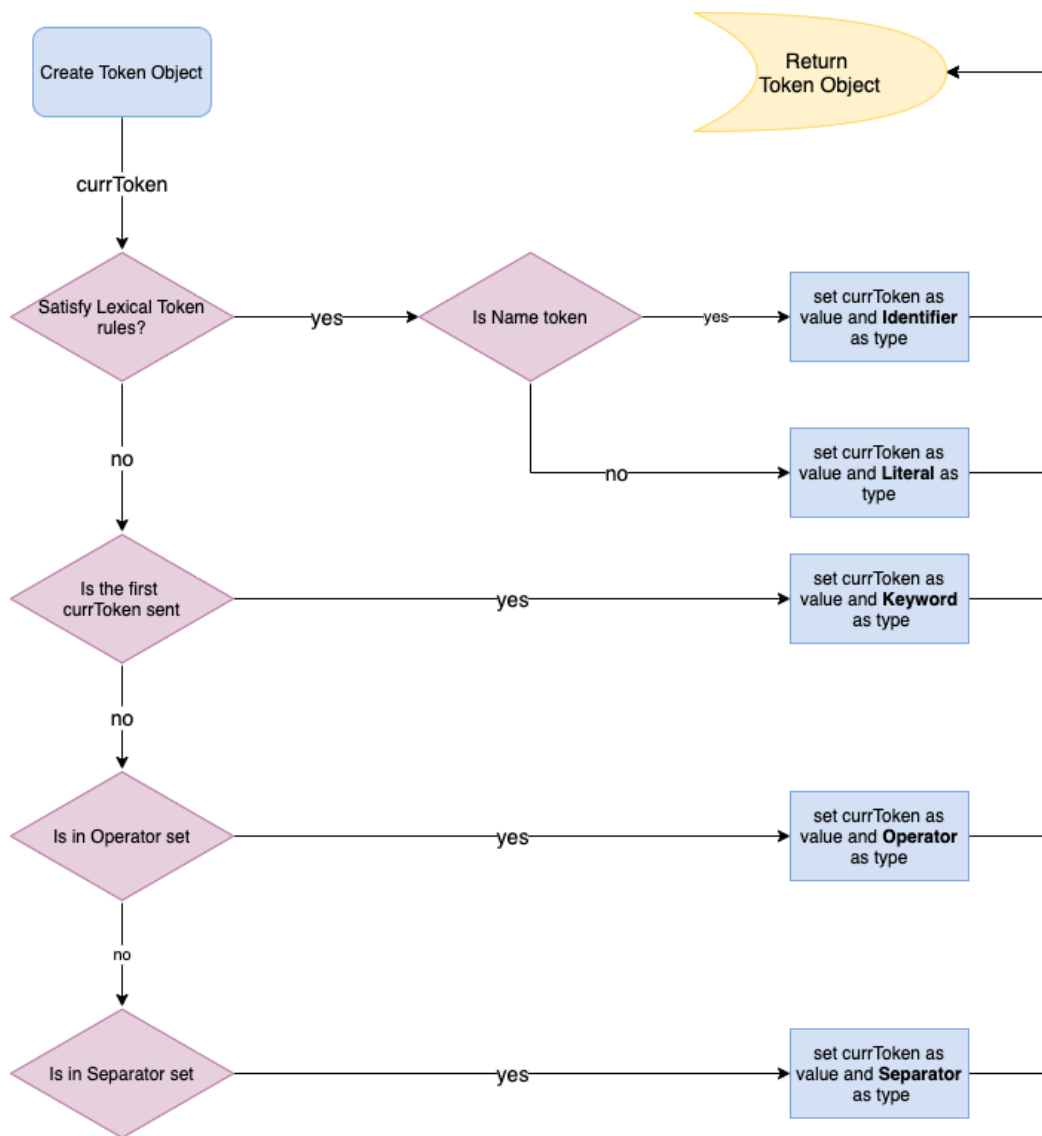 Create Token Object
Return
Token Object
currToken
Satisfy Lexical Token
rules?
yes
Is Name token
yes
set currToken as
value and Identifier
as type
no
no
set currToken as
value and Literal as
type
Is the first
currToken sent
yes
set currToken as
value and Keyword
as type
no
Is in Operator set
yes
set currToken as
value and Operator
as type
no
Is in Separator set
yes
set currToken as
value and Separator
as type